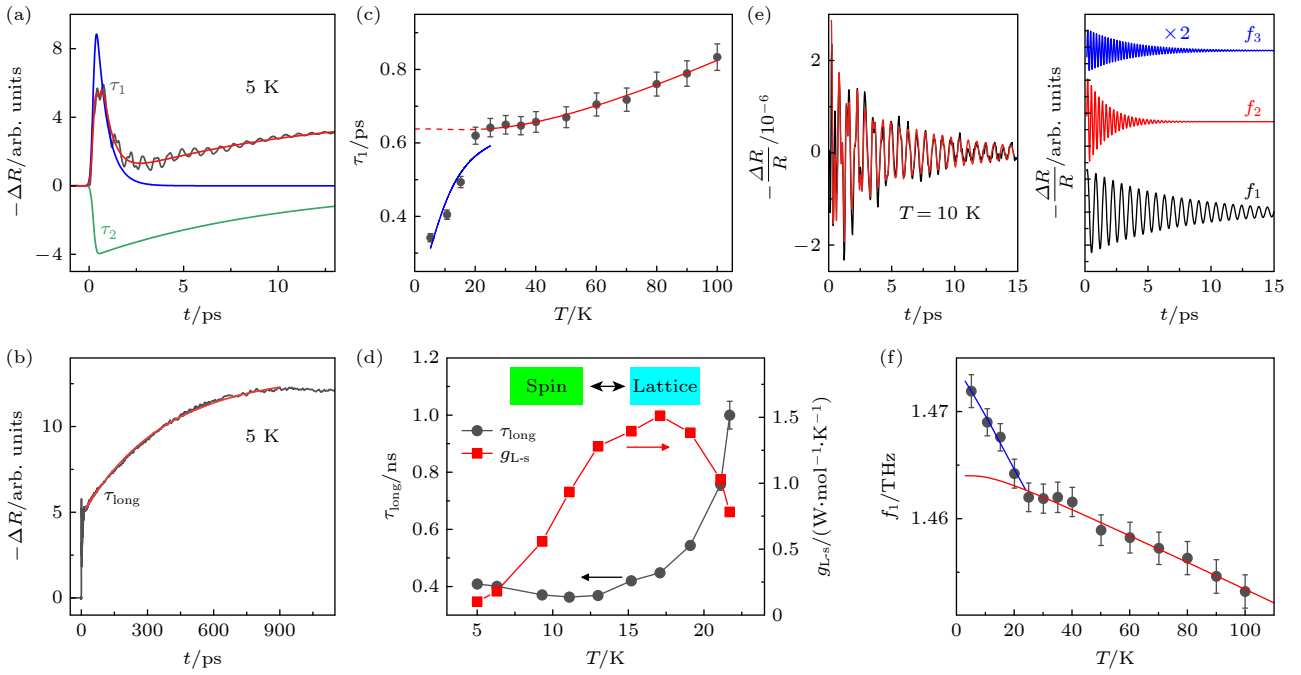 (a)
8
4
0
−4
−ΔR/arb. units
τ1
τ2
5 K
0
5
10
t/ps
(c)
0.8
0.6
0.4
τ1/ps
0
20
40
60
80
100
T/K
(e)
2
0
−2
−ΔR/R /10−6
T = 10 K
0
5
10
15
t/ps
−ΔR/R /arb. units
×2
f3
f2
f1
0
5
10
15
t/ps
(b)
10
5
0
−ΔR/arb. units
τlong
5 K
0
300
600
900
t/ps
(d)
1.2
1.0
0.8
0.6
0.4
τlong/ns
Spin
Lattice
τlong
gL-s
1.5
1.0
0.5
0
gL-s/(W·mol−1·K−1)
5
10
15
20
T/K
(f)
1.47
1.46
f1/THz
0
20
40
60
80
100
T/K